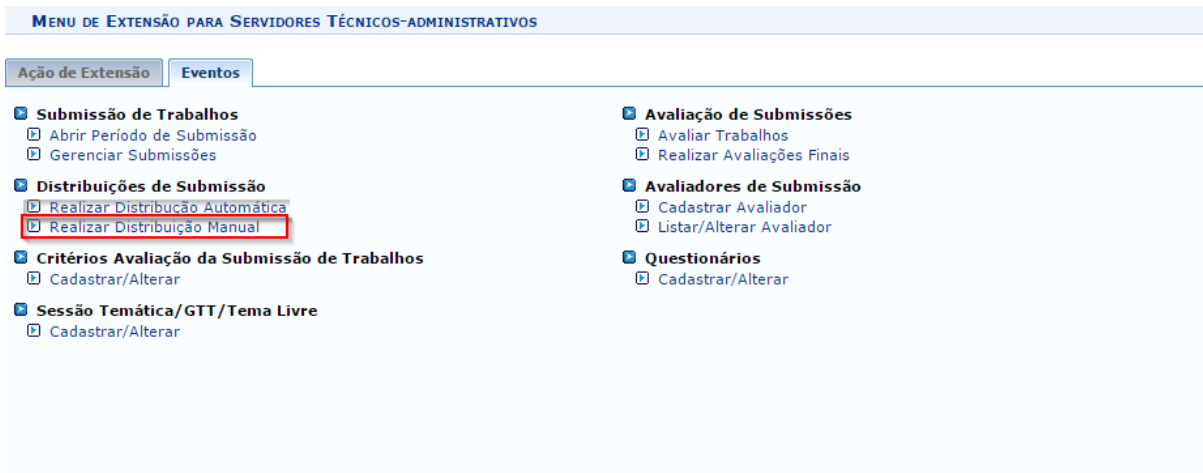 MENU DE EXTENSÃO PARA SERVIDORES TÉCNICOS-ADMINISTRATIVOS
Ação de Extensão
Eventos
Submissão de Trabalhos
Abrir Período de Submissão
Gerenciar Submissões
Distribuições de Submissão
Realizar Distribução Automática
Realizar Distribuição Manual
Critérios Avaliação da Submissão de Trabalhos
Cadastrar/Alterar
Sessão Temática/GTT/Tema Livre
Cadastrar/Alterar
Avaliação de Submissões
Avaliar Trabalhos
Realizar Avaliações Finais
Avaliadores de Submissão
Cadastrar Avaliador
Listar/Alterar Avaliador
Questionários
Cadastrar/Alterar